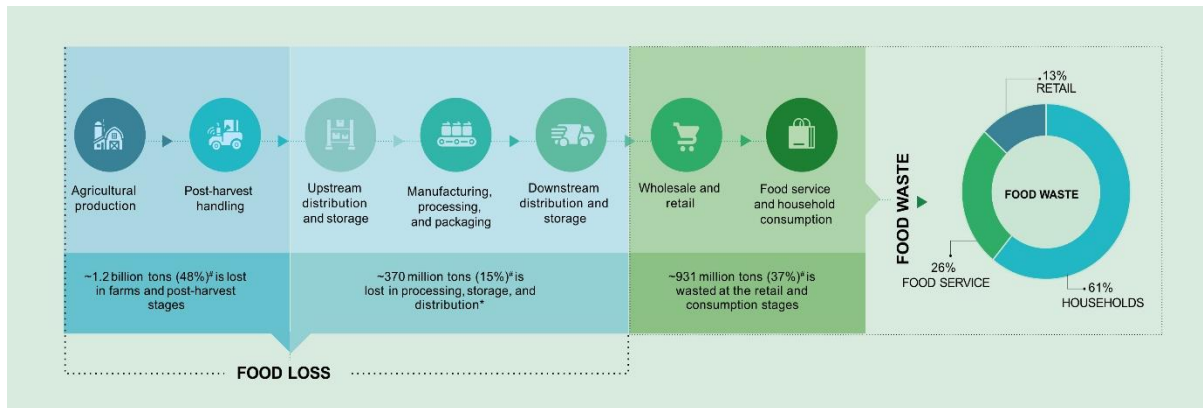 Agricultural
production
Post-harvest
handling
Upstream
distribution
and storage
Manufacturing,
processing,
and packaging
Downstream
distribution and
storage
Wholesale and
retail
Food service
and household
consumption
~1.2 billion tons (48%)# is lost
in farms and post-harvest
stages
~370 million tons (15%)# is
lost in processing, storage, and
distribution*
~931 million tons (37%)# is
wasted at the retail and
consumption stages
FOOD LOSS
FOOD WASTE
13%
RETAIL
FOOD WASTE
26%
FOOD SERVICE
61%
HOUSEHOLDS